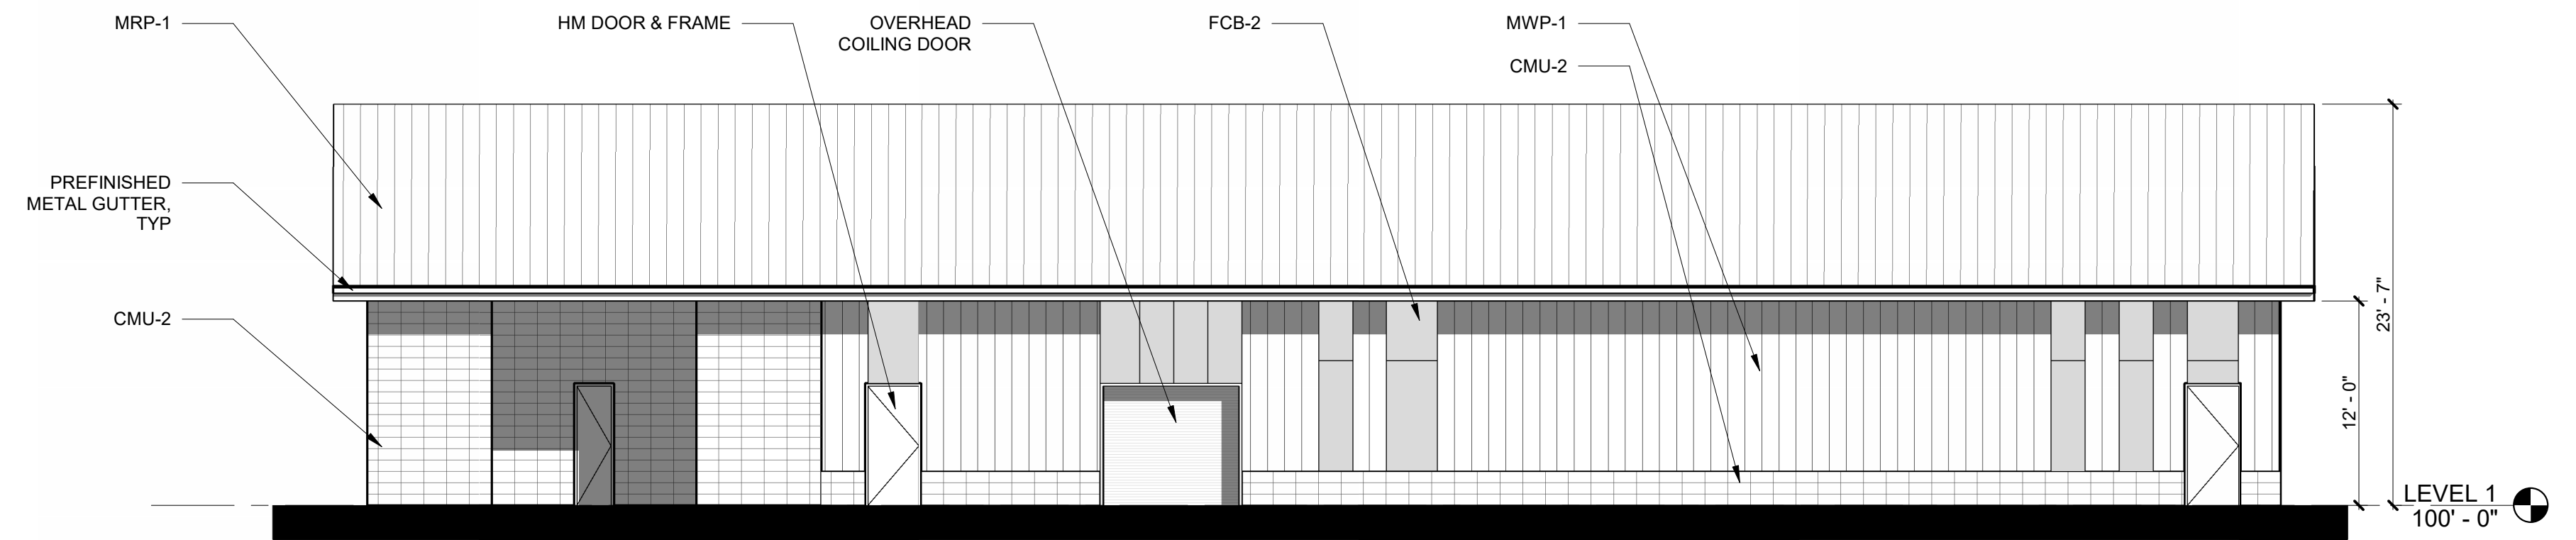 MRP-1
HM DOOR & FRAME
OVERHEAD
COILING DOOR
FCB-2
MWP-1
CMU-2
PREFINISHED
METAL GUTTER,
TYP
CMU-2
23' - 7"
12' - 0"
LEVEL 1
100' - 0"